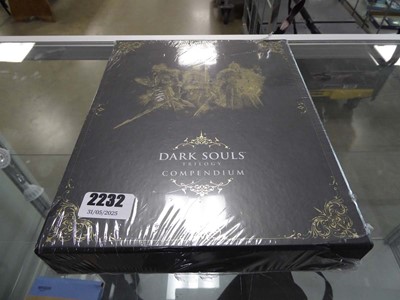 DARK SOULS
TRILOGY
COMPENDIUM
2232
31/05/2025